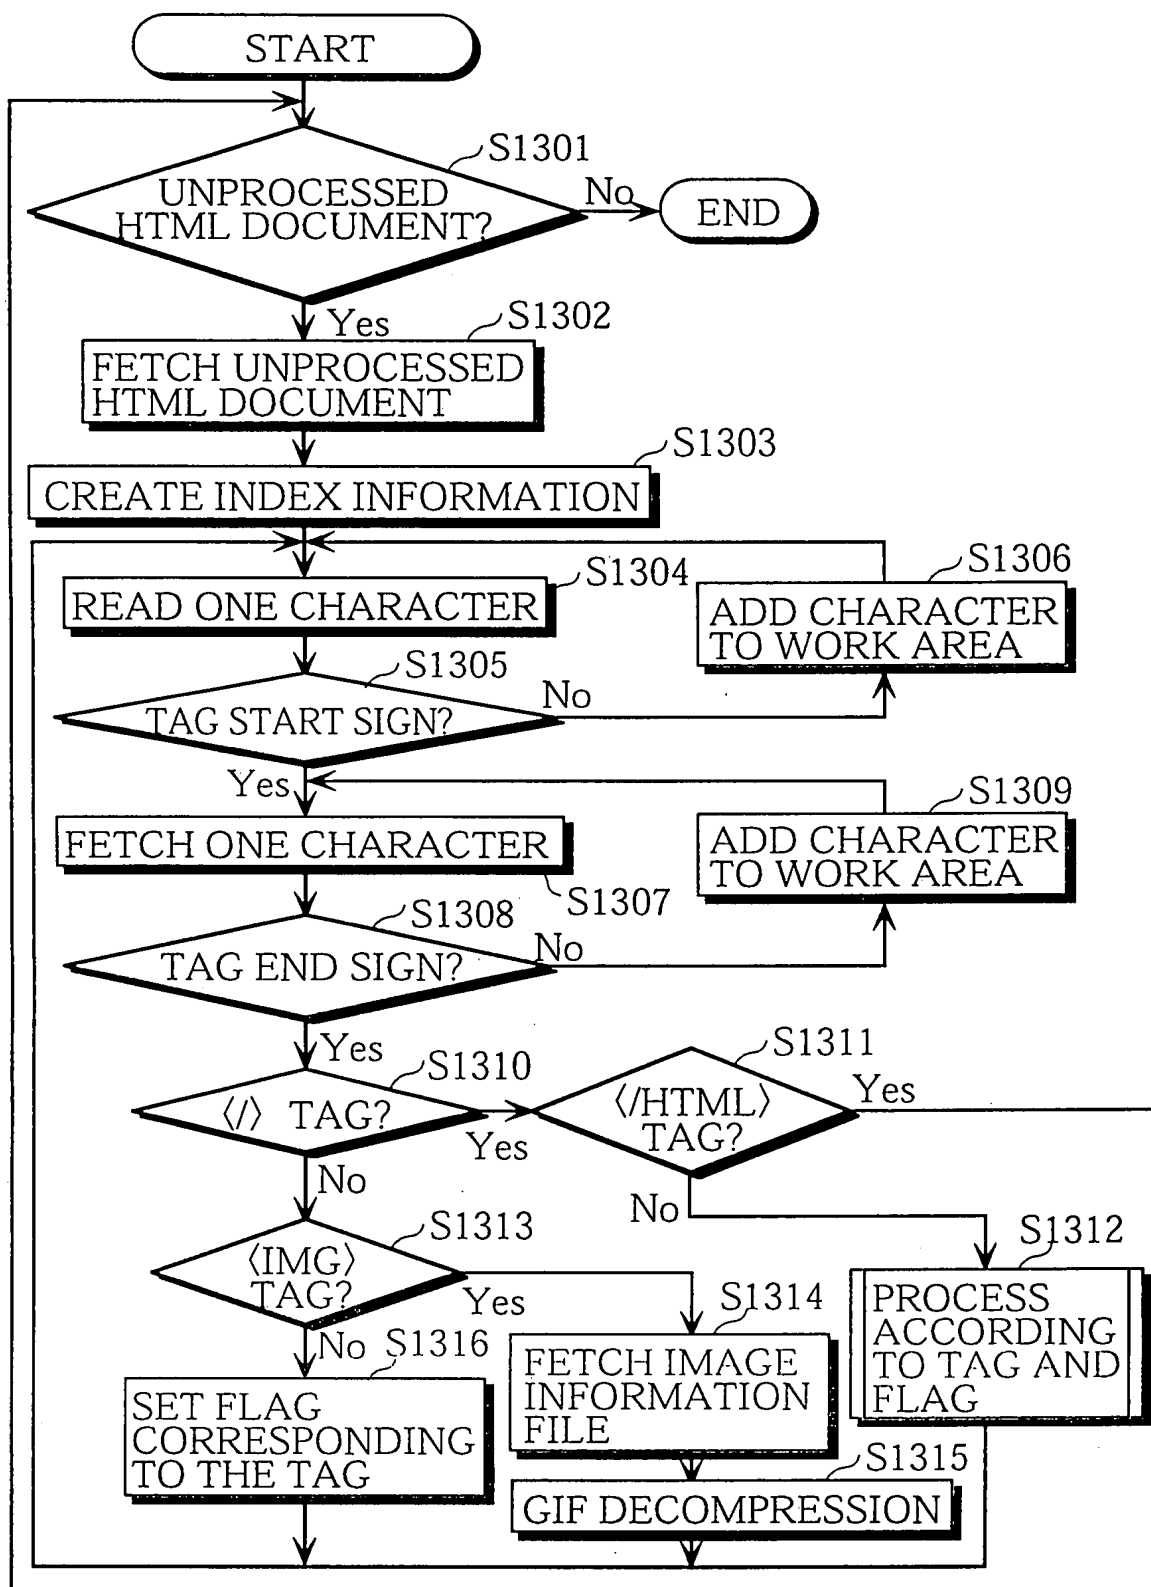 START
S1301
UNPROCESSED
HTML DOCUMENT?
No
END
Yes
S1302
FETCH UNPROCESSED
HTML DOCUMENT
S1303
CREATE INDEX INFORMATION
S1304
READ ONE CHARACTER
S1306
ADD CHARACTER
TO WORK AREA
S1305
TAG START SIGN?
No
Yes
FETCH ONE CHARACTER
S1307
S1309
ADD CHARACTER
TO WORK AREA
S1308
TAG END SIGN?
No
Yes
S1310
〈/〉 TAG?
Yes
No
S1311
〈/HTML〉
TAG?
Yes
No
S1312
PROCESS
ACCORDING
TO TAG AND
FLAG
S1313
〈IMG〉
TAG?
Yes
No
S1314
FETCH IMAGE
INFORMATION
FILE
S1315
GIF DECOMPRESSION
S1316
SET FLAG
CORRESPONDING
TO THE TAG